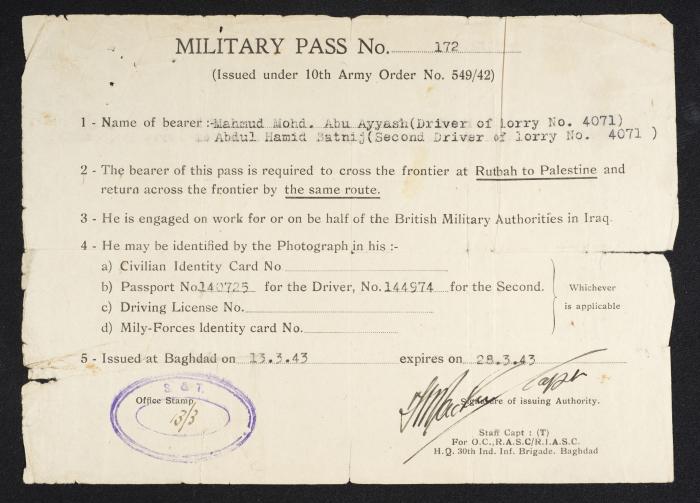 MILITARY PASS No. 172
(Issued under 10th Army Order No. 549/42)
1 - Name of bearer :- Mahmud Mohd. Abu Ayyash(Driver of lorry No. 4071)
Abdul Hamid Batnij(Second Driver of lorry No. 4071 )
2 - The bearer of this pass is required to cross the frontier at Rutbah to Palestine and
return across the frontier by the same route.
3 - He is engaged on work for or on be half of the British Military Authorities in Iraq.
4 - He may be identified by the Photograph in his :-
a) Civilian Identity Card No
b) Passport No. 140725 for the Driver, No. 144974 for the Second.
c) Driving License No.
d) Mily-Forces Identity card No.
Whichever
is applicable
5 - Issued at Baghdad on 13.3.43 expires on 28.3.43
S & T.
Office Stamp,
13/3
Capt
Signature of issuing Authority.
Staff Capt : (T)
For O.C., R.A.S.C/R.I.A.S.C.
H.Q. 30th Ind. Inf. Brigade. Baghdad